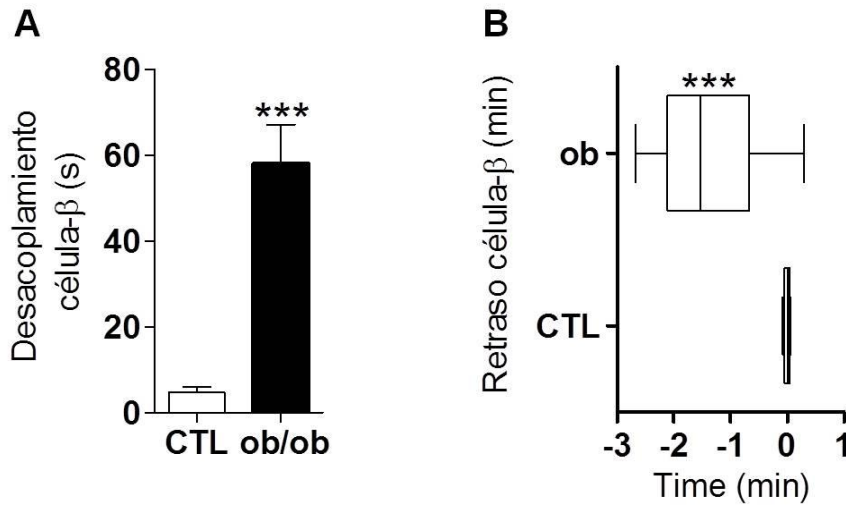 A
Desacoplamiento
célula-β (s)
80
60
40
20
0
***
CTL ob/ob
B
Retraso célula-β (min)
ob
CTL
***
-3 -2 -1 0 1
Time (min)